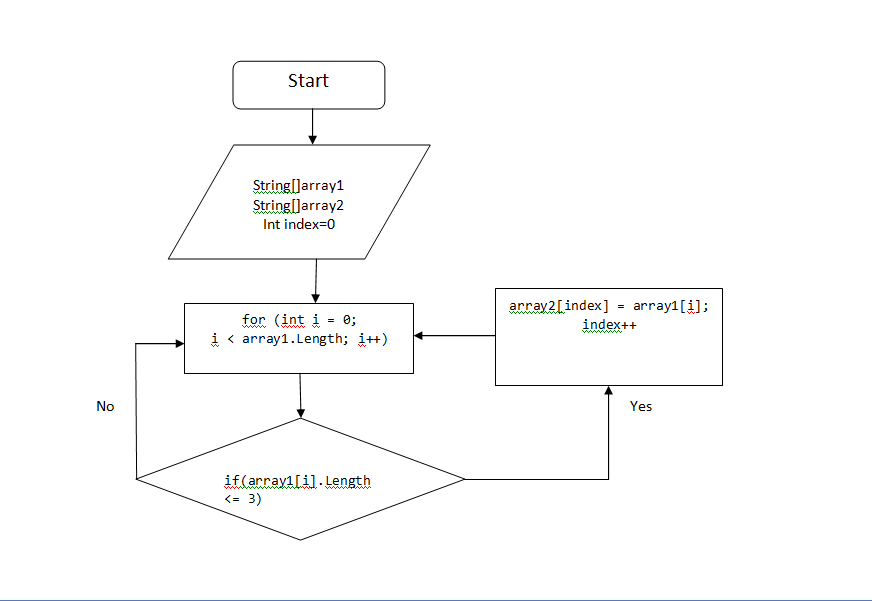 Start
String[]array1
String[]array2
Int index=0
for (int i = 0;
i < array1.Length; i++)
array2[index] = array1[i];
index++
No
Yes
if(array1[i].Length
<= 3)